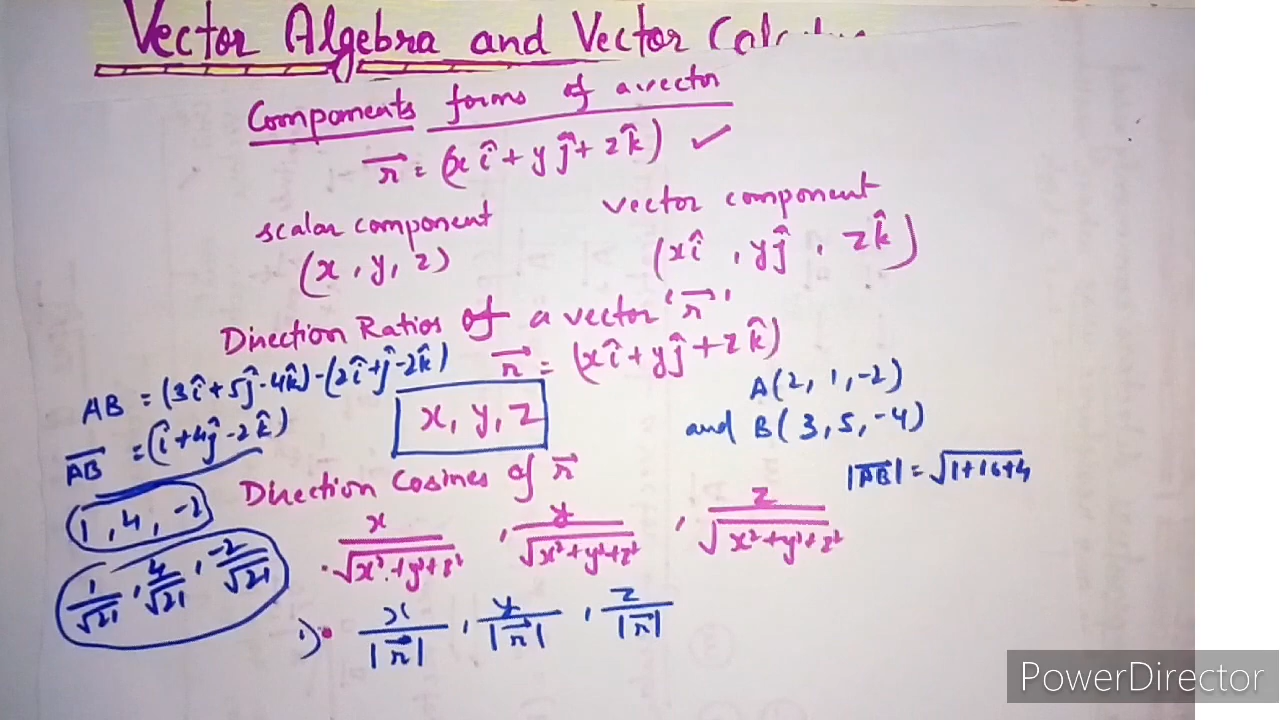 Vector Algebra and Vector Calculus
Components forms of a vector
r⃗ = (xî + yĵ + zk̂) ✓
scalar component
vector component
(x, y, z)
(xî, yĵ, zk̂)
Direction Ratios of a vector 'r⃗'
r⃗ = (xî + yĵ + zk̂)
AB = (3î + 5ĵ - 4k̂) - (2î + ĵ - 2k̂)
x, y, z
A(2, 1, -2)
AB⃗ = (î + 4ĵ - 2k̂)
and B(3, 5, -4)
|AB⃗| = √(1+16+4)
Direction Cosines of r⃗
1, 4, -2
x/√(x²+y²+z²), y/√(x²+y²+z²), z/√(x²+y²+z²)
1/√21, 4/√21, -2/√21
1) x/|r⃗|, y/|r⃗|, z/|r⃗|
PowerDirector